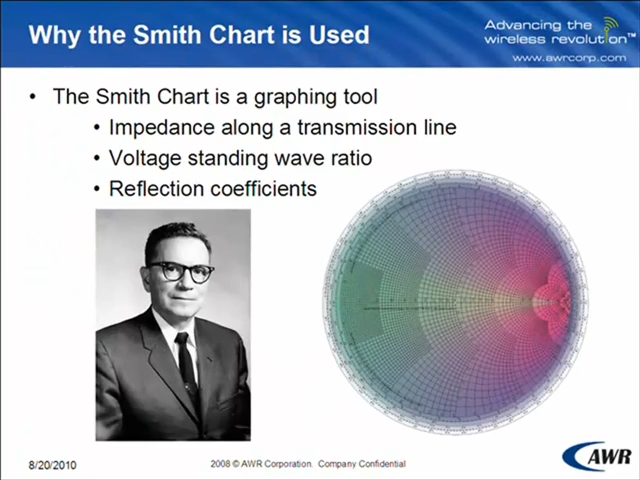 Why the Smith Chart is Used
Advancing the
wireless revolution™
www.awrcorp.com
• The Smith Chart is a graphing tool
• Impedance along a transmission line
• Voltage standing wave ratio
• Reflection coefficients
8/20/2010
2008 © AWR Corporation. Company Confidential
AWR